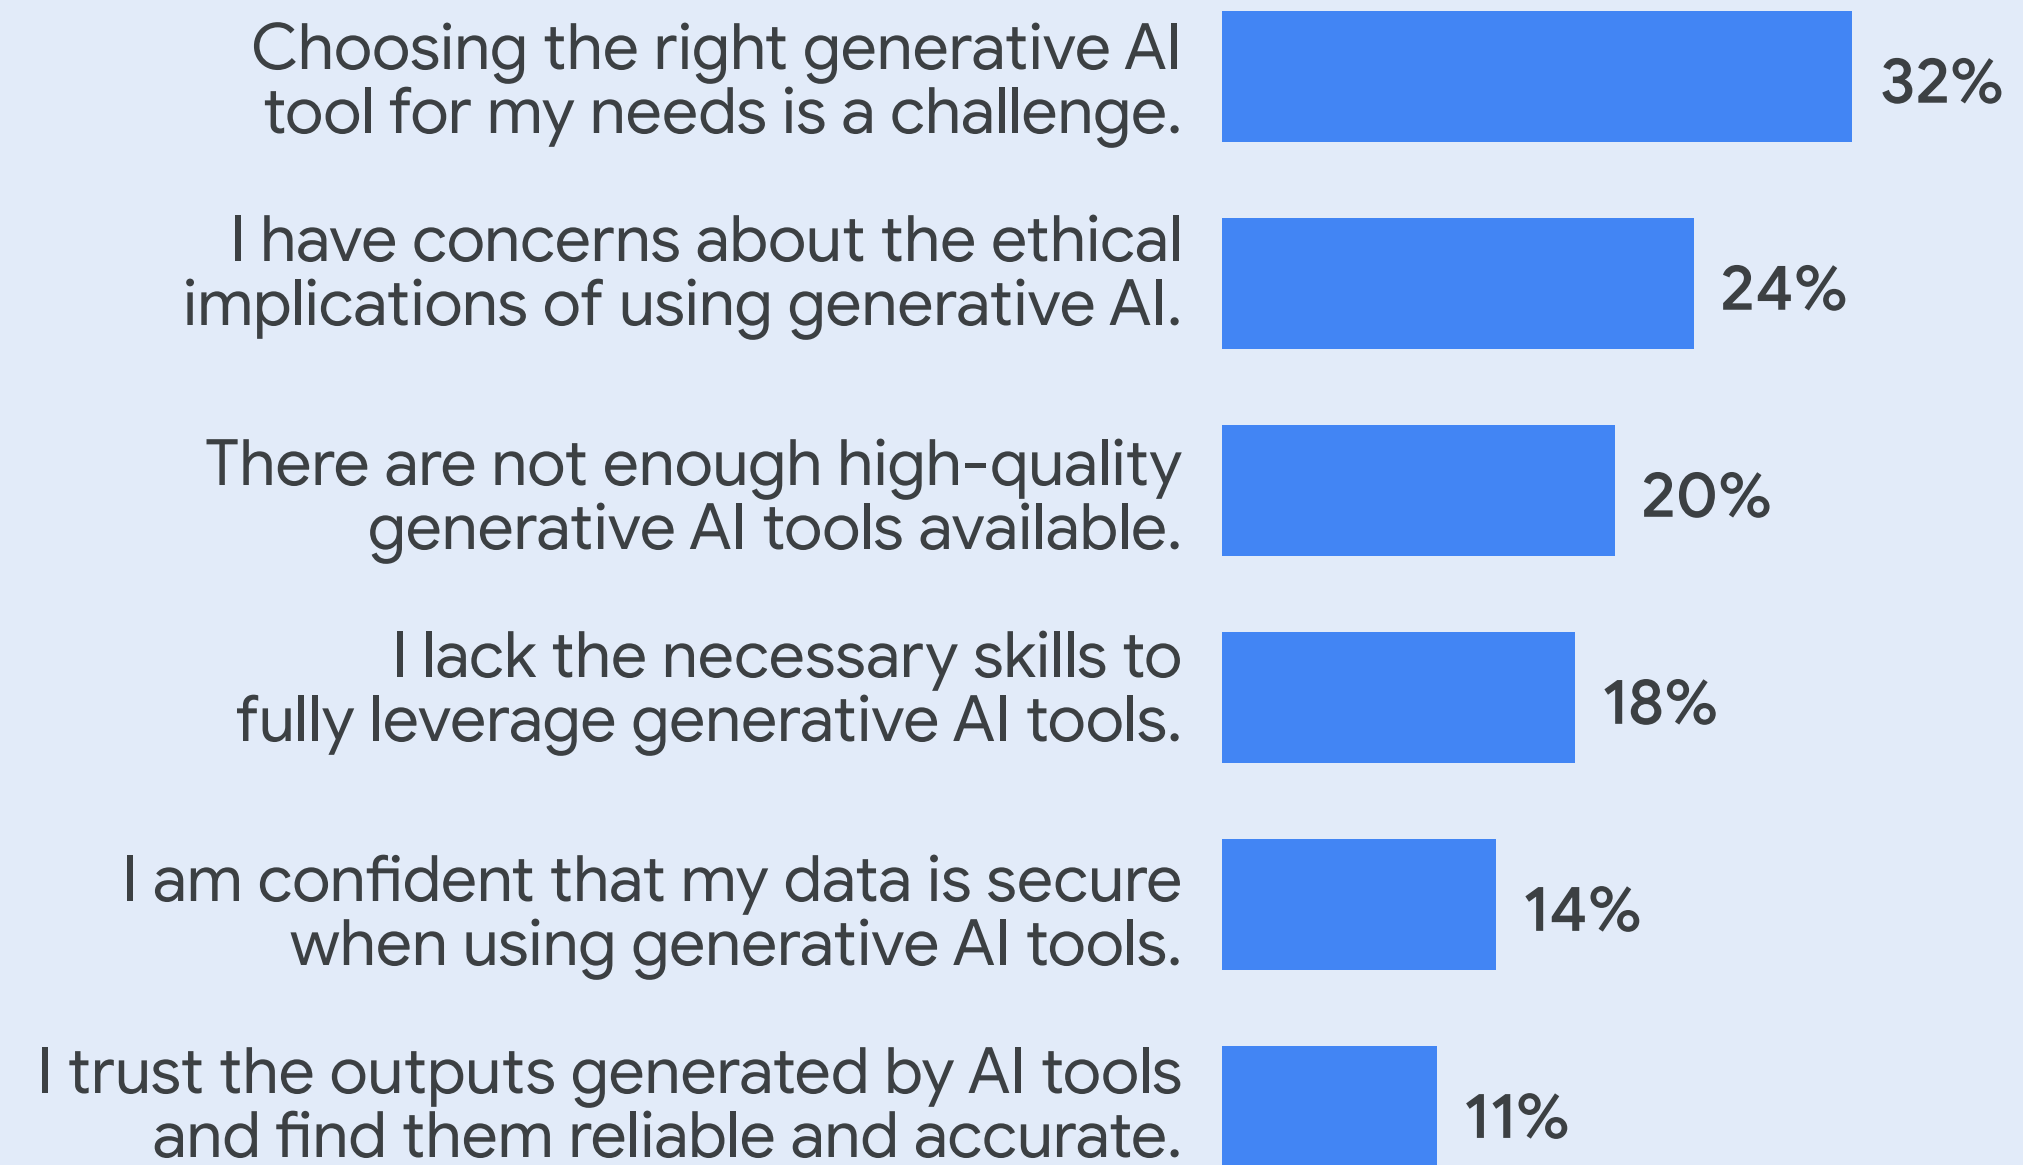 Choosing the right generative AI
tool for my needs is a challenge.
32%
I have concerns about the ethical
implications of using generative AI.
24%
There are not enough high-quality
generative AI tools available.
20%
I lack the necessary skills to
fully leverage generative AI tools.
18%
I am confident that my data is secure
when using generative AI tools.
14%
I trust the outputs generated by AI tools
and find them reliable and accurate.
11%